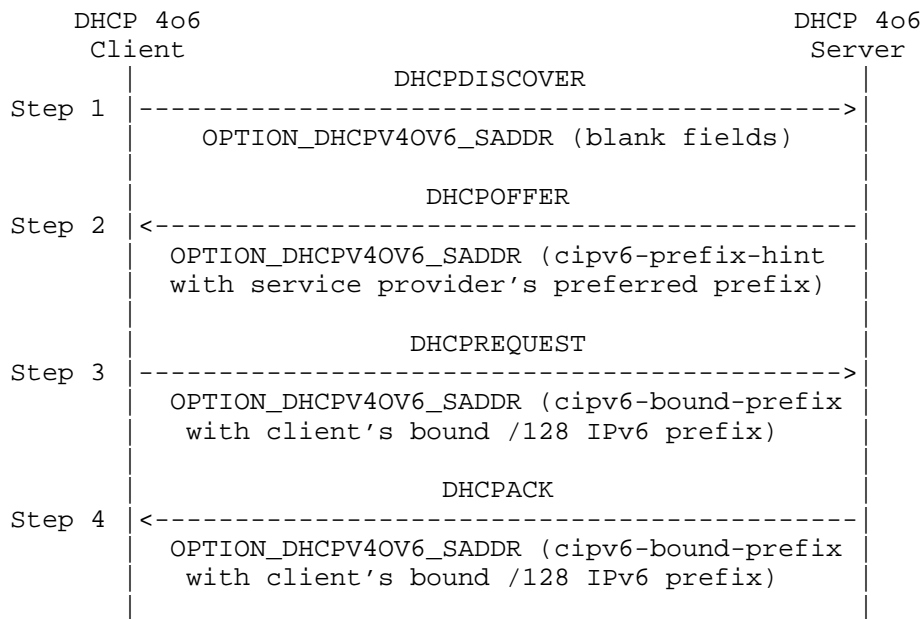 DHCP 4o6 DHCP 4o6
Client Server
DHCPDISCOVER
Step 1
OPTION_DHCPV4OV6_SADDR (blank fields)
DHCPOFFER
Step 2
OPTION_DHCPV4OV6_SADDR (cipv6-prefix-hint
with service provider's preferred prefix)
DHCPREQUEST
Step 3
OPTION_DHCPV4OV6_SADDR (cipv6-bound-prefix
with client's bound /128 IPv6 prefix)
DHCPACK
Step 4
OPTION_DHCPV4OV6_SADDR (cipv6-bound-prefix
with client's bound /128 IPv6 prefix)